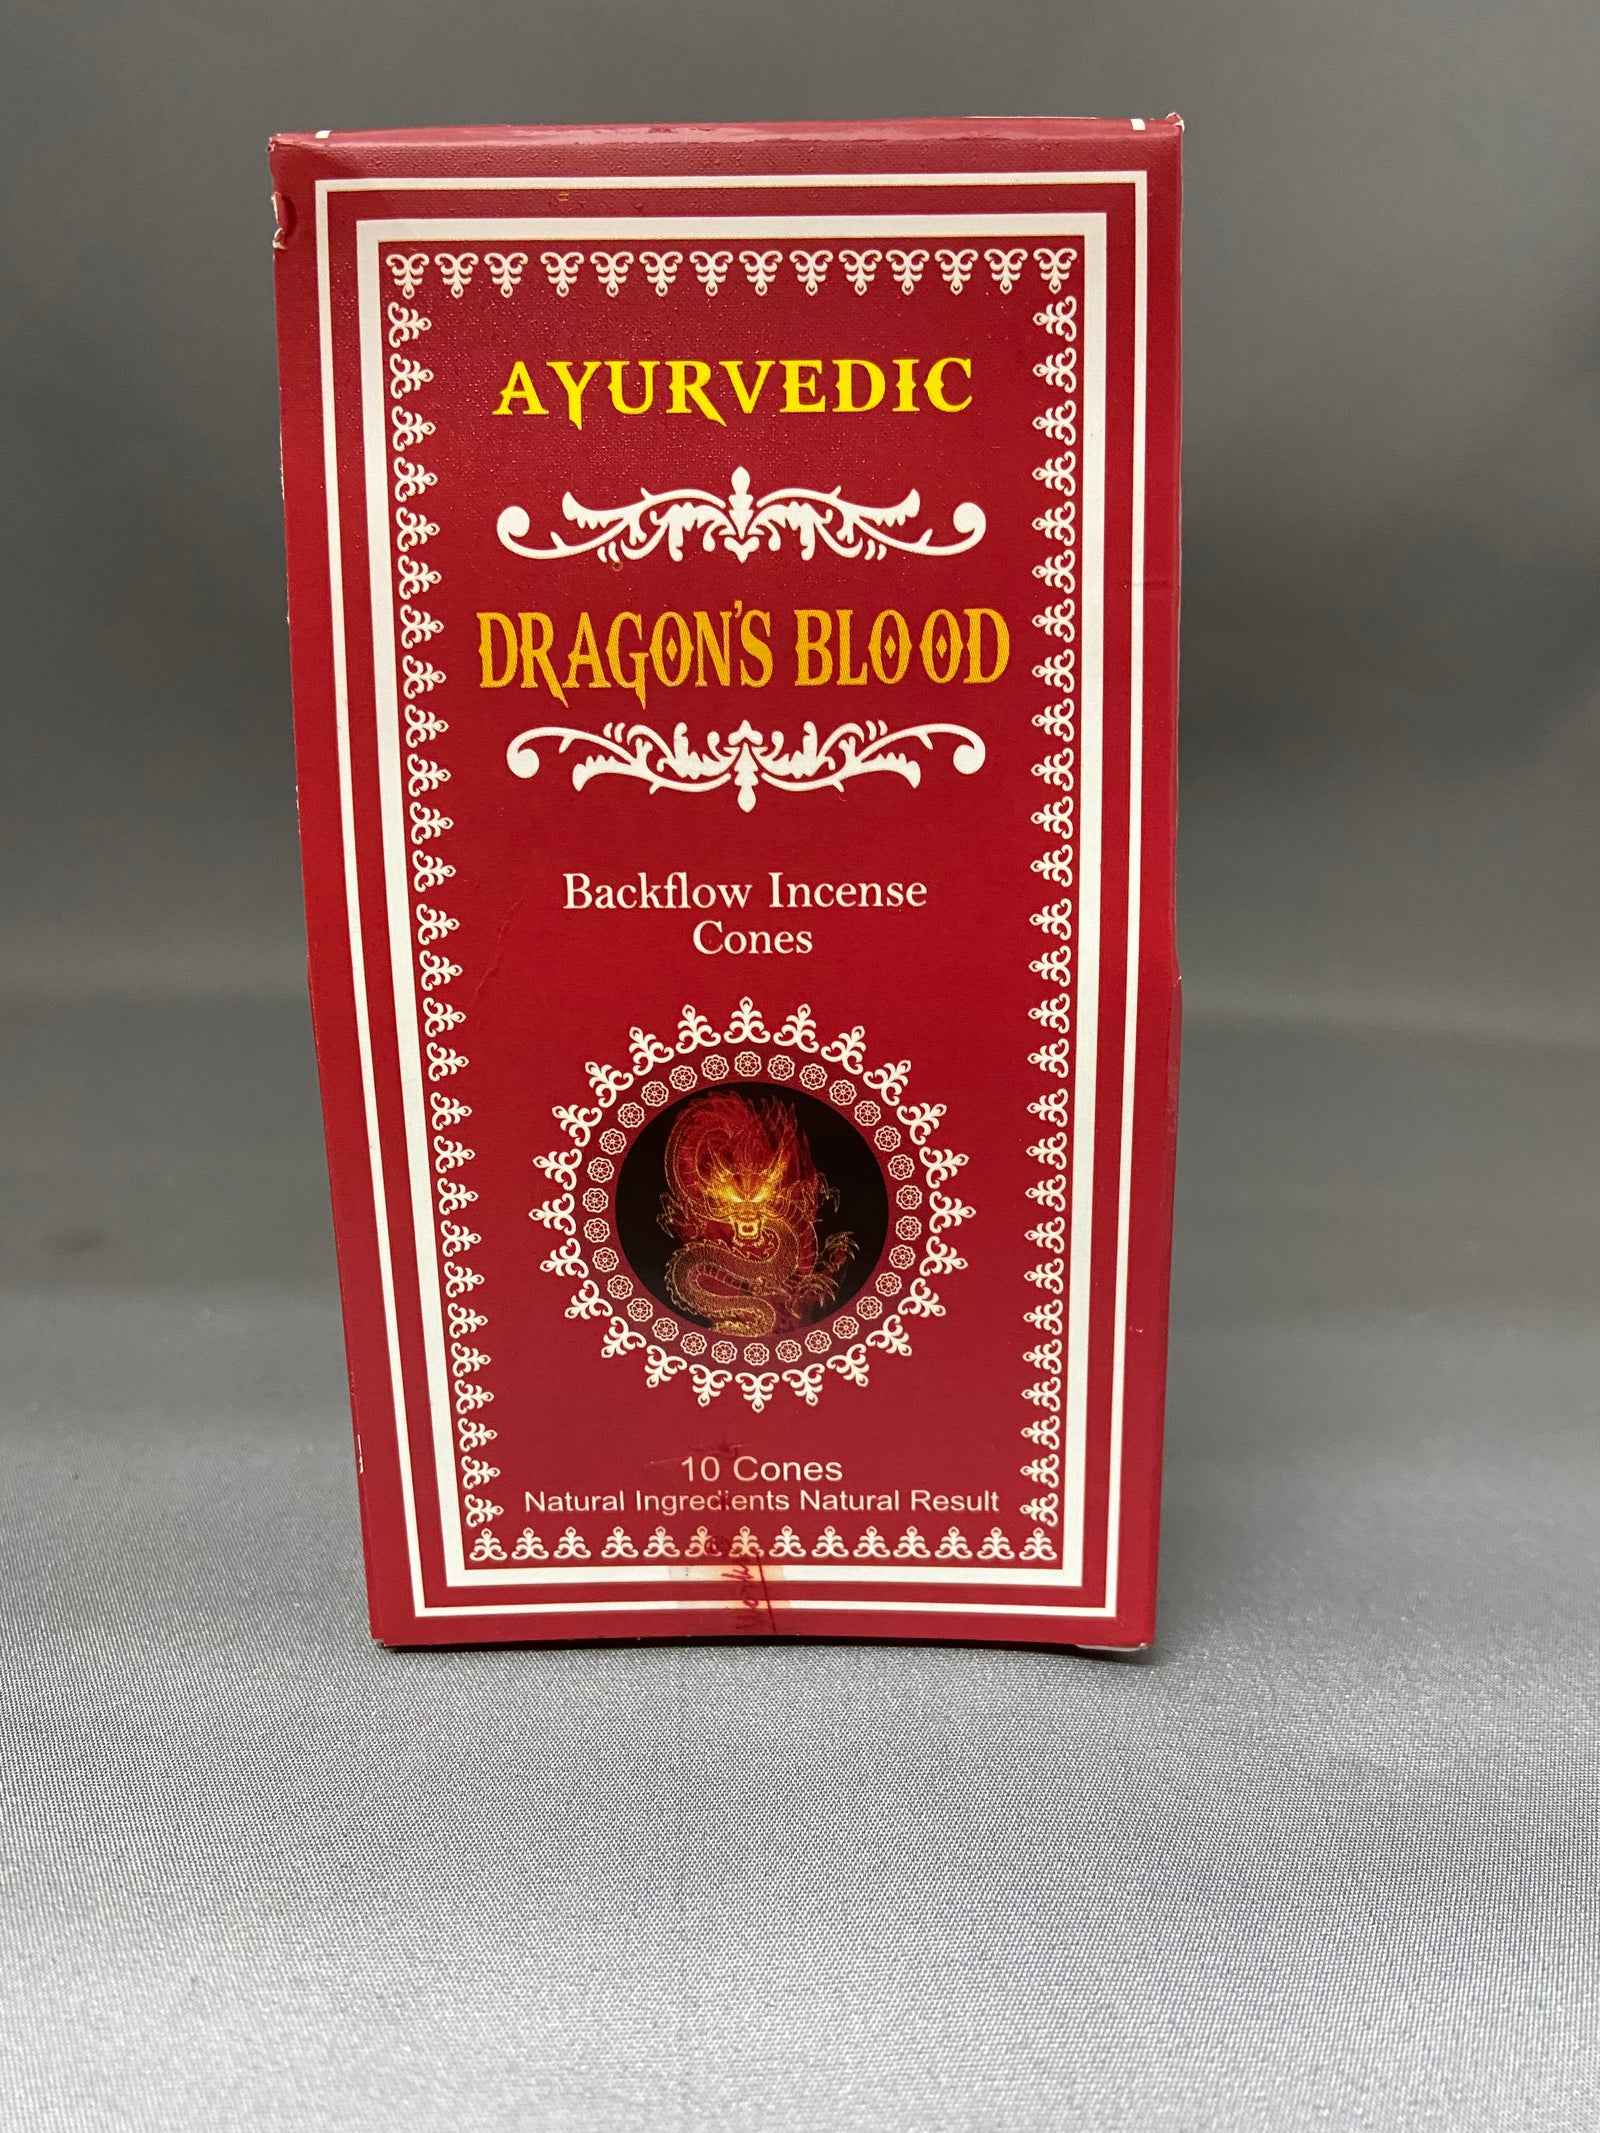 AYURVEDIC
DRAGON'S BLOOD
Backflow Incense
Cones
10 Cones
Natural Ingredients Natural Result